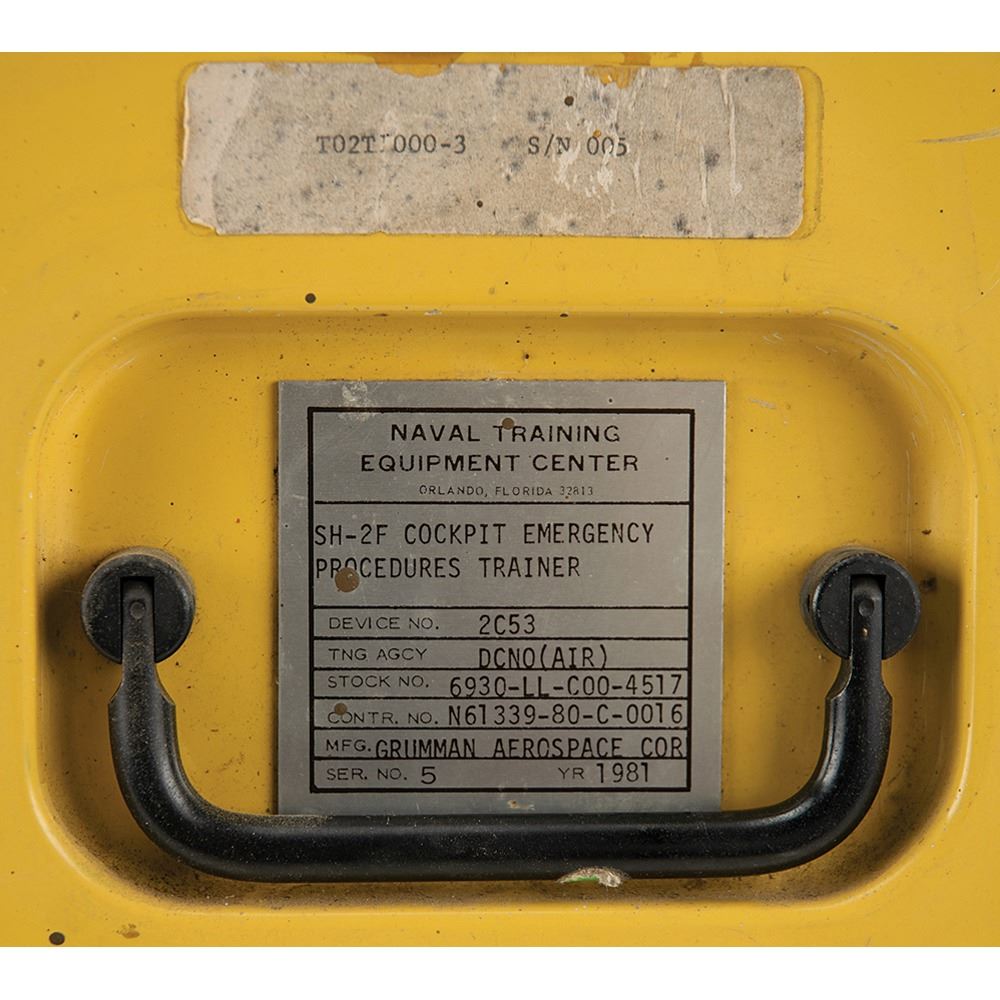 T02T1000-3 S/N 005
NAVAL TRAINING
EQUIPMENT CENTER
ORLANDO, FLORIDA 32813
SH-2F COCKPIT EMERGENCY
PROCEDURES TRAINER
DEVICE NO. 2C53
TNG AGCY DCNO(AIR)
STOCK NO. 6930-LL-C00-4517
CONTR. NO. N61339-80-C-0016
MFG. GRUMMAN AEROSPACE COR
SER. NO. 5 YR 1981